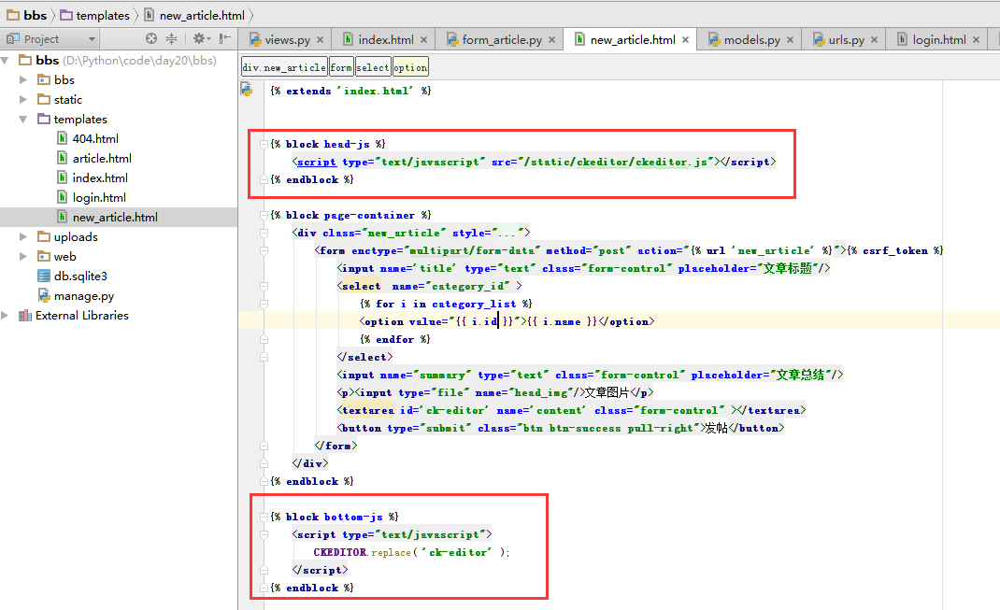 bbs templates new_article.html
Project
views.py index.html form_article.py new_article.html models.py urls.py login.html
bbs (D:\Python\code\day20\bbs)
bbs
static
templates
404.html
article.html
index.html
login.html
new_article.html
uploads
web
db.sqlite3
manage.py
External Libraries
div.new_article form select option
{% extends 'index.html' %}
{% block head-js %}
<script type="text/javascript" src="/static/ckeditor/ckeditor.js"></script>
{% endblock %}
{% block page-container %}
<div class="new_article" style="...">
<form enctype="multipart/form-data" method="post" action="{% url 'new_article' %}">{% csrf_token %}
<input name='title' type="text" class="form-control" placeholder="文章标题"/>
<select  name="category_id" >
{% for i in category_list %}
<option value="{{ i.id }}">{{ i.name }}</option>
{% endfor %}
</select>
<input name="summary" type="text" class="form-control" placeholder="文章总结"/>
<p><input type="file" name="head_img"/>文章图片</p>
<textarea id='ck-editor' name='content' class="form-control" ></textarea>
<button type="submit" class="btn btn-success pull-right">发帖</button>
</form>
</div>
{% endblock %}
{% block bottom-js %}
<script type="text/javascript">
CKEDITOR.replace( 'ck-editor' );
</script>
{% endblock %}